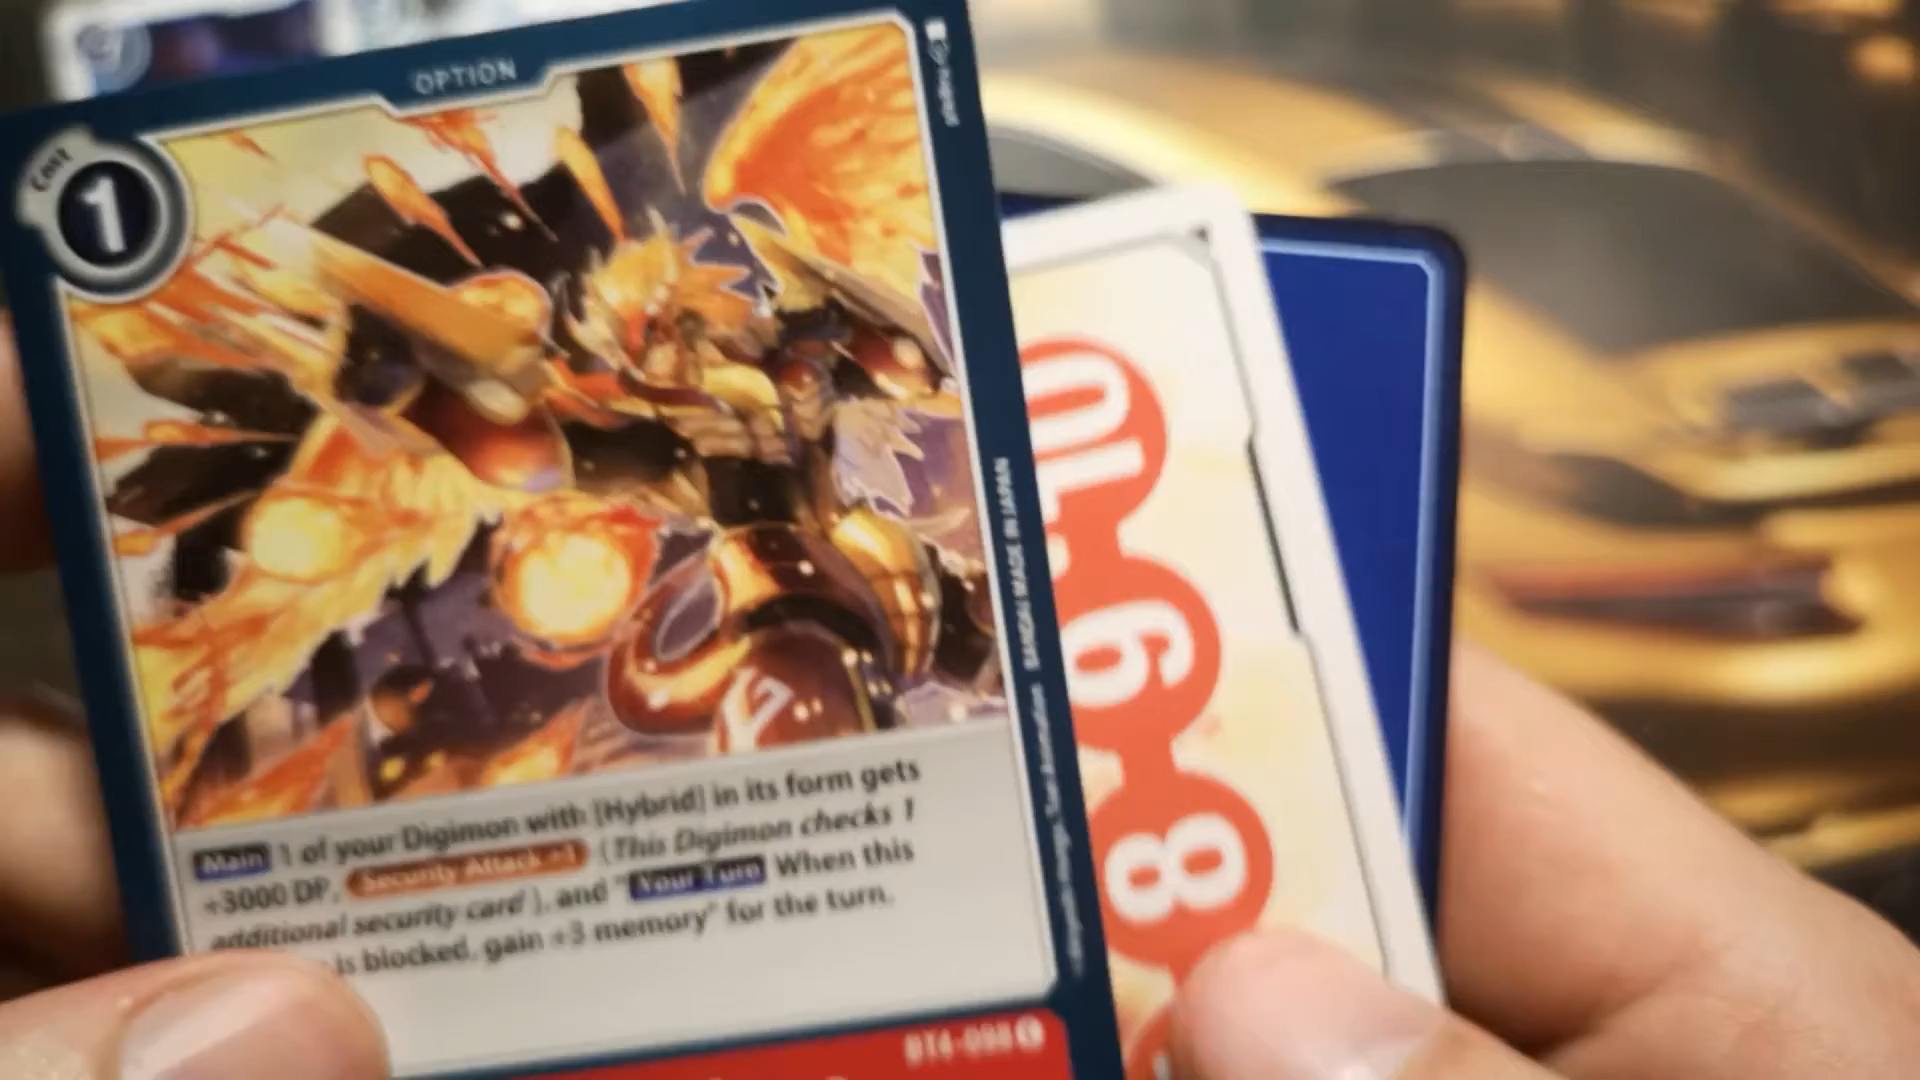 OPTION
Cost
1
Main 1 of your Digimon with [Hybrid] in its form gets
+3000 DP, Security Attack +1 (This Digimon checks 1
additional security card), and "Your Turn When this
is blocked, gain +3 memory" for the turn.
BT4-098 C
BANDAI MADE IN JAPAN
10
9
8